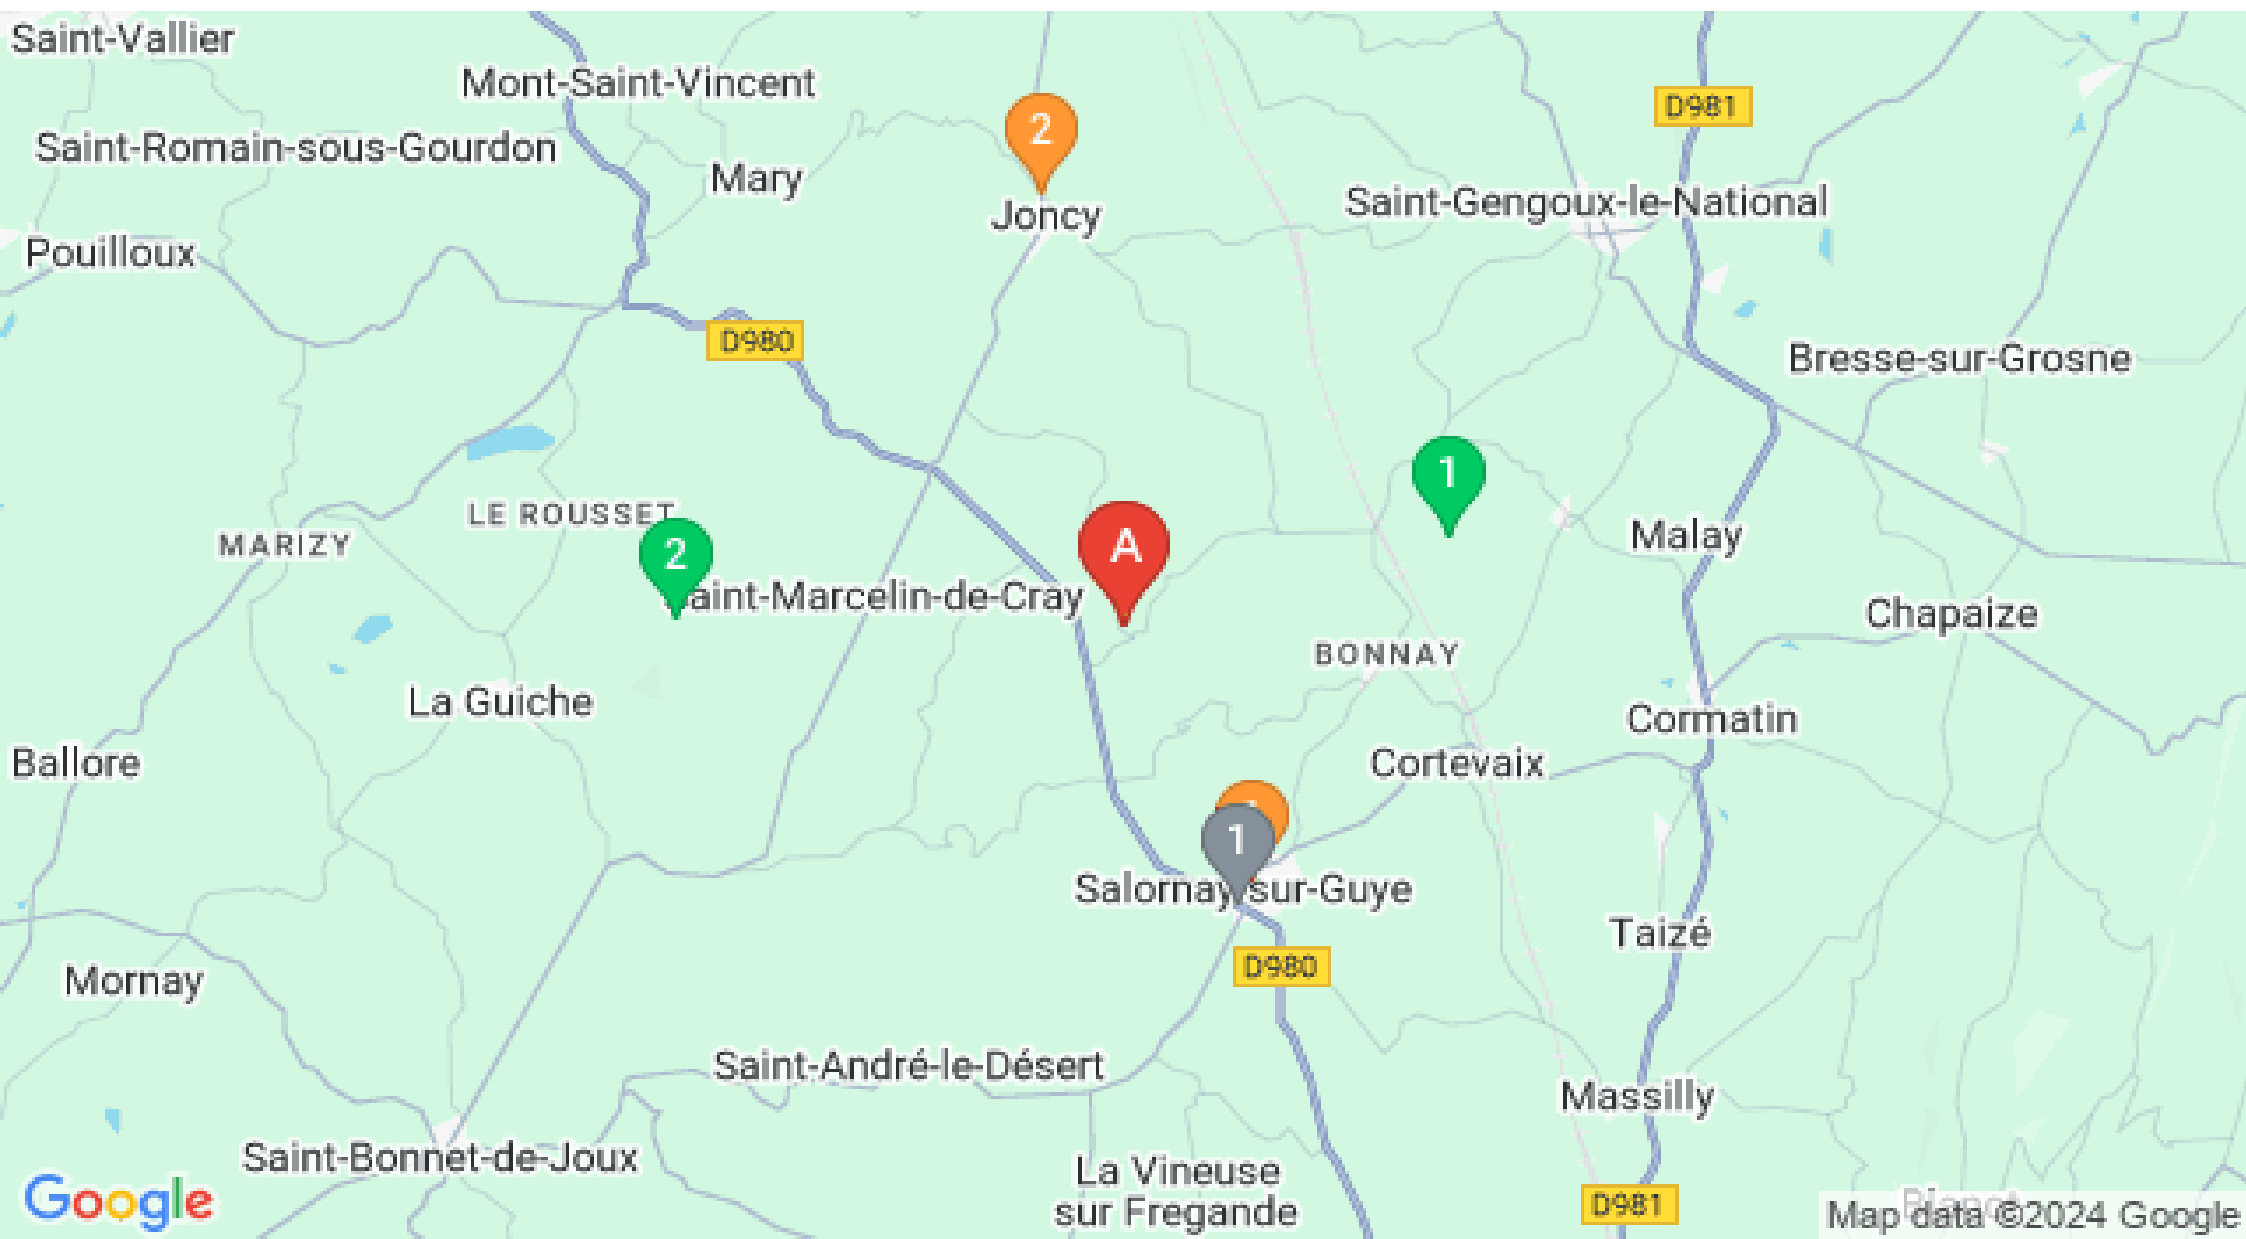 Saint-Vallier
Mont-Saint-Vincent
D981
2
Saint-Romain-sous-Gourdon
Mary
Saint-Gengoux-le-National
Joncy
Pouilloux
D980
Bresse-sur-Grosne
1
LE ROUSSET
MARIZY
Malay
A
2
Saint-Marcelin-de-Cray
Chapaize
BONNAY
La Guiche
Cormatin
Ballore
Cortevaix
1
Salornay-sur-Guye
Taizé
D980
Mornay
Saint-André-le-Désert
Massilly
Saint-Bonnet-de-Joux
La Vineuse
sur Fregande
Google
D981
Map data ©2024 Google